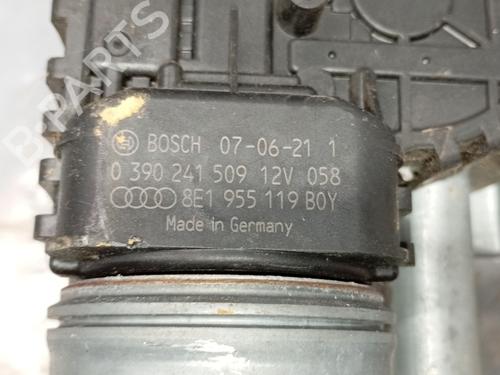 BOSCH 07-06-21 1
0 390 241 509 12V 058
8E1 955 119 B0Y
Made in Germany
B-PARTS